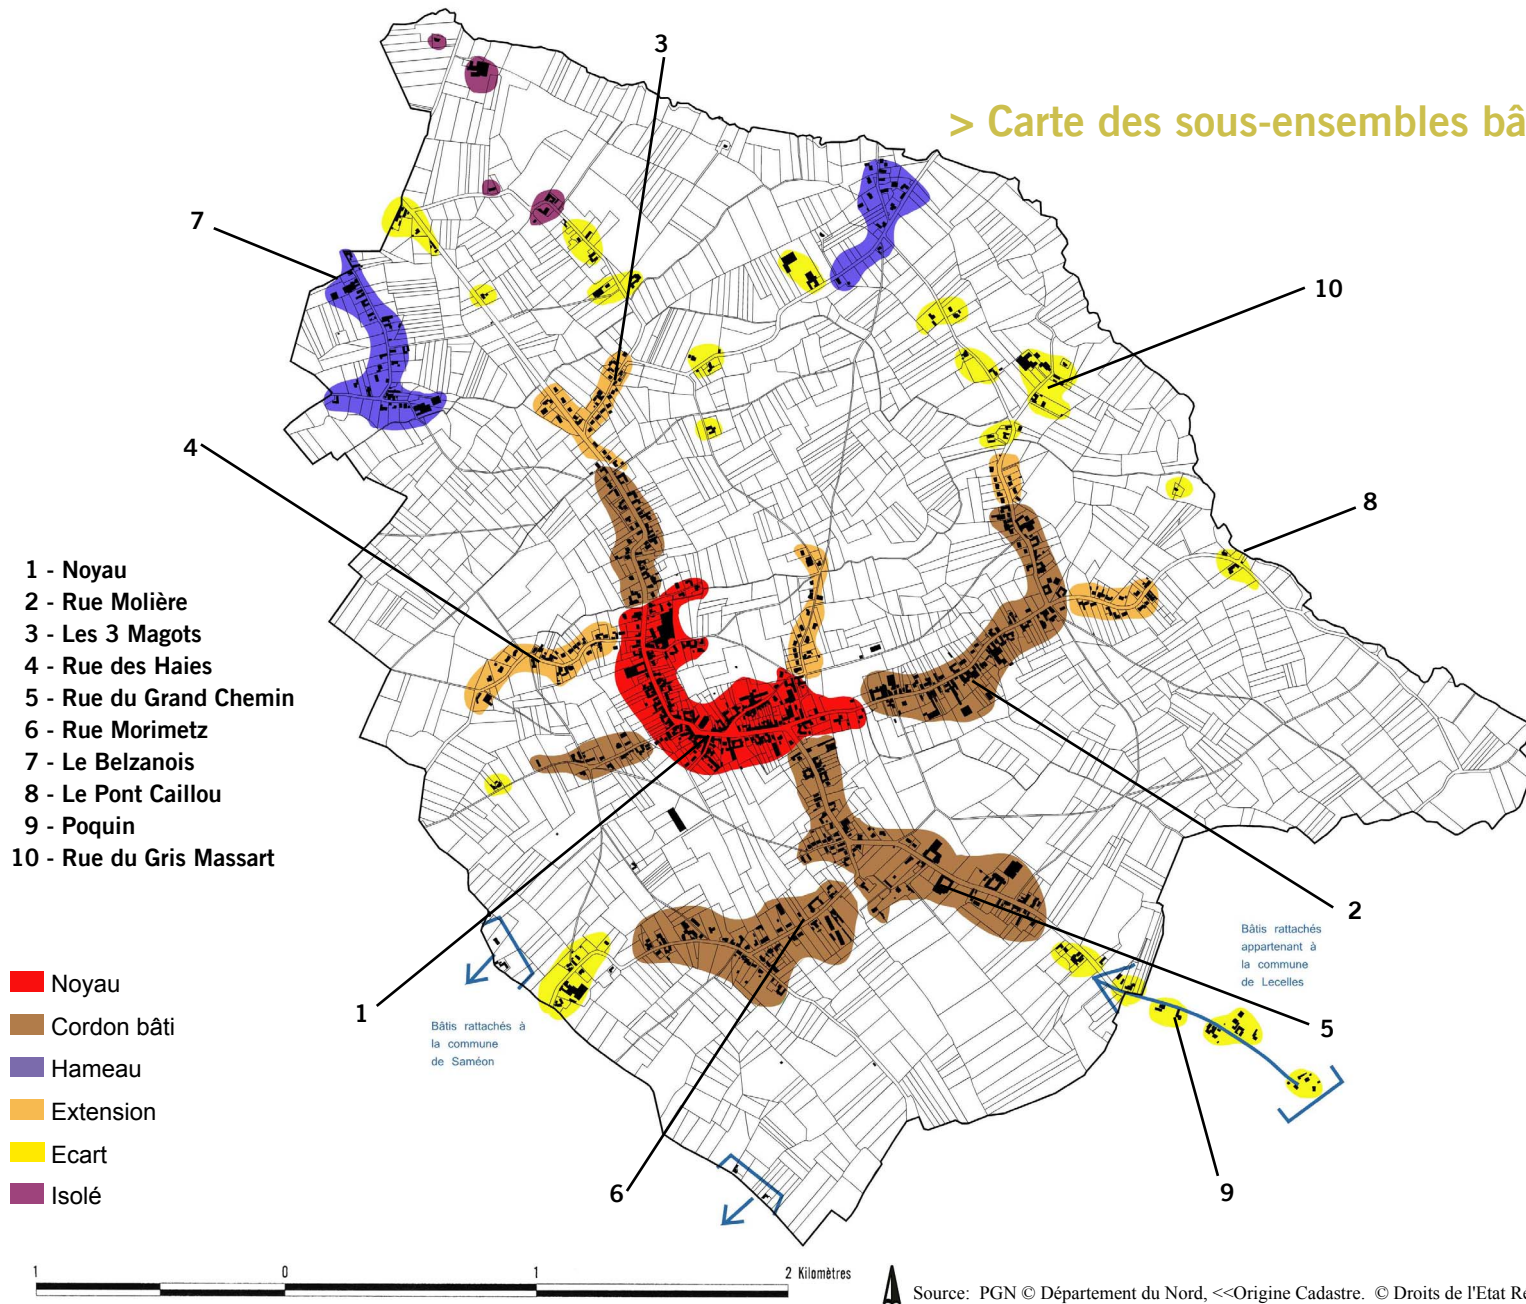 > Carte des sous-ensembles bâ
3
7
10
4
8
1 - Noyau
2 - Rue Molière
3 - Les 3 Magots
4 - Rue des Haies
5 - Rue du Grand Chemin
6 - Rue Morimetz
7 - Le Belzanois
8 - Le Pont Caillou
9 - Poquin
10 - Rue du Gris Massart
2
Bâtis rattachés
appartenant à
la commune
de Lecelles
Noyau
Cordon bâti
Hameau
Extension
Ecart
Isolé
1
Bâtis rattachés à
la commune
de Saméon
5
6
9
1 0 1 2 Kilomètres
Source: PGN © Département du Nord, <<Origine Cadastre. © Droits de l'Etat Ré